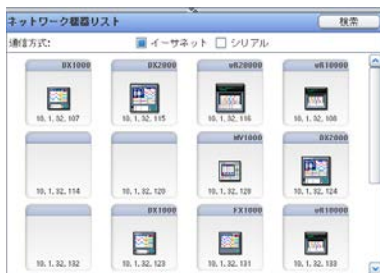 ネットワーク機器リスト
検索
通信方式: イーサネット シリアル
DX1000 DX2000 uR20000 uR10000
10. 1. 32. 107 10. 1. 32. 115 10. 1. 32. 116 10. 1. 32. 108
MV1000 DX2000
10. 1. 32. 114 10. 1. 32. 120 10. 1. 32. 128 10. 1. 32. 124
DX1000 FX1000 uR10000
10. 1. 32. 132 10. 1. 32. 123 10. 1. 32. 131 10. 1. 32. 133